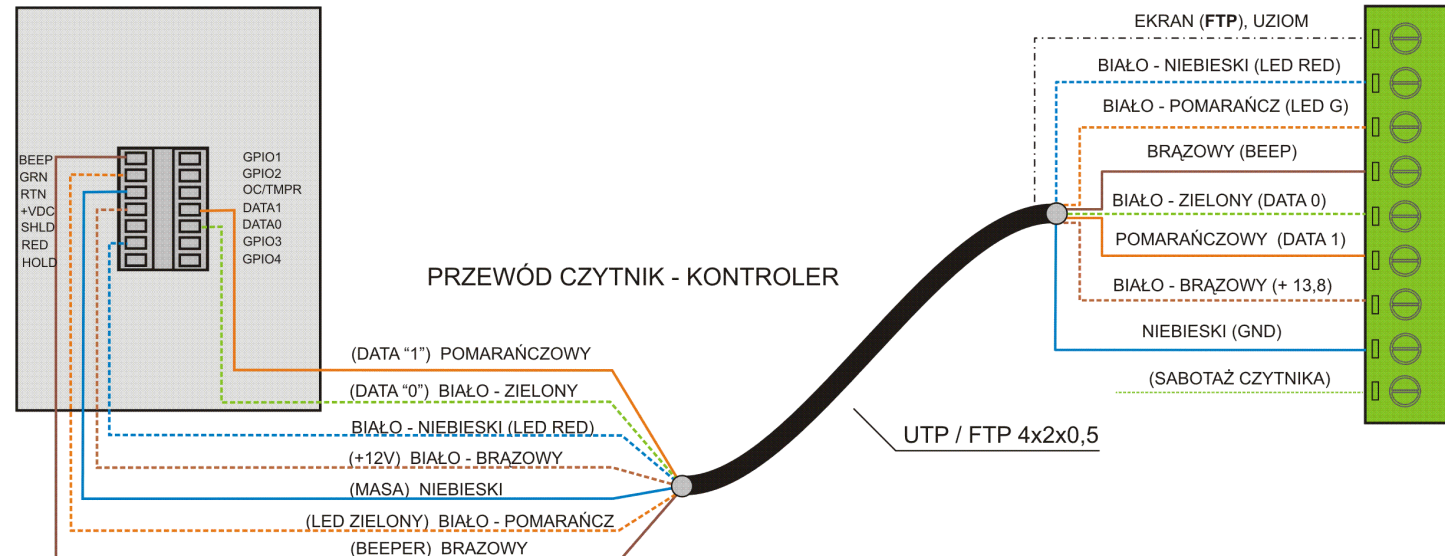 EKRAN (FTP), UZIOM
BIAŁO - NIEBIESKI (LED RED)
BIAŁO - POMARAŃCZ (LED G)
BRĄZOWY (BEEP)
BIAŁO - ZIELONY (DATA 0)
POMARAŃCZOWY (DATA 1)
BIAŁO - BRĄZOWY (+ 13,8)
NIEBIESKI (GND)
(SABOTAŻ CZYTNIKA)
BEEP
GRN
RTN
+VDC
SHLD
RED
HOLD
GPIO1
GPIO2
OC/TMPR
DATA1
DATA0
GPIO3
GPIO4
PRZEWÓD CZYTNIK - KONTROLER
(DATA “1”) POMARAŃCZOWY
(DATA “0”) BIAŁO - ZIELONY
BIAŁO - NIEBIESKI (LED RED)
(+12V) BIAŁO - BRĄZOWY
(MASA) NIEBIESKI
(LED ZIELONY) BIAŁO - POMARAŃCZ
(BEEPER) BRAZOWY
UTP / FTP 4x2x0,5